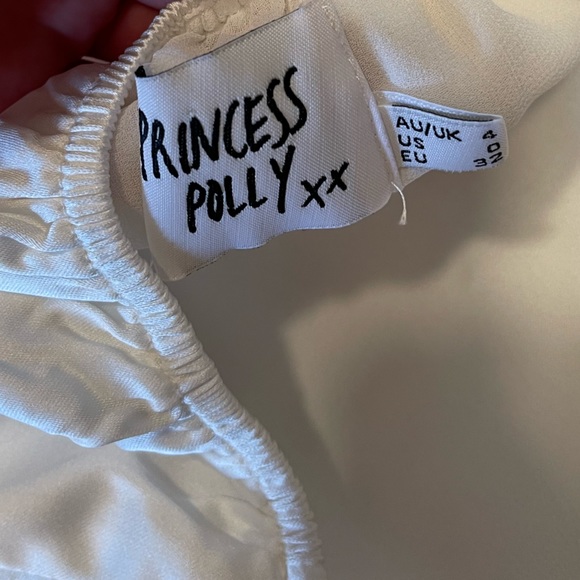 PRINCESS
POLLY xx
AU/UK 4
US 0
EU 32